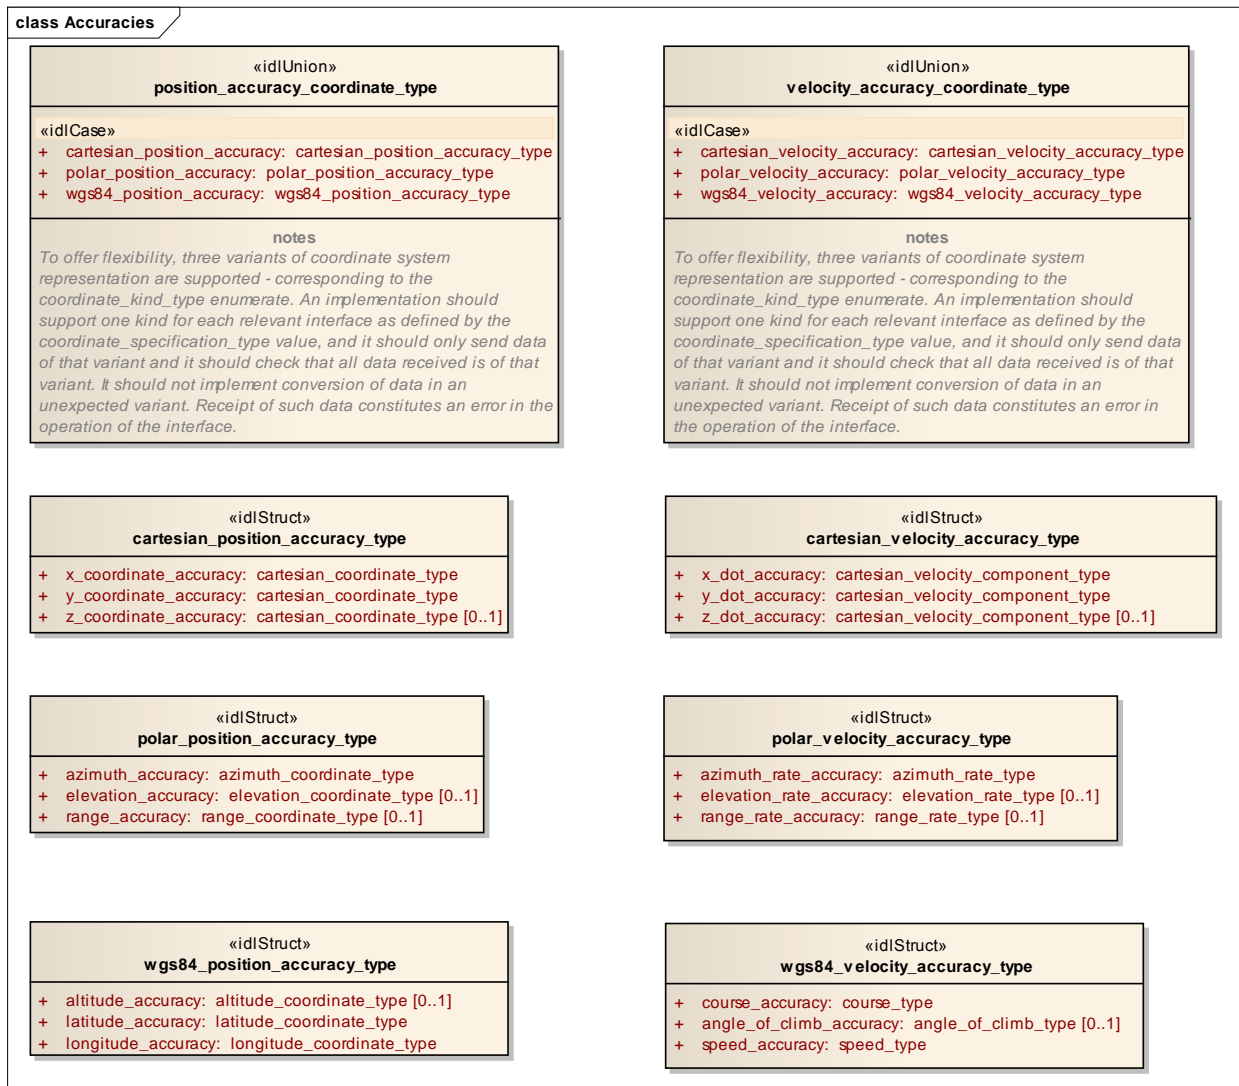 class Accuracies
«idlUnion»
position_accuracy_coordinate_type
«idlCase»
+ cartesian_position_accuracy: cartesian_position_accuracy_type
+ polar_position_accuracy: polar_position_accuracy_type
+ wgs84_position_accuracy: wgs84_position_accuracy_type
notes
To offer flexibility, three variants of coordinate system
representation are supported - corresponding to the
coordinate_kind_type enumerate. An implementation should
support one kind for each relevant interface as defined by the
coordinate_specification_type value, and it should only send data
of that variant and it should check that all data received is of that
variant. It should not implement conversion of data in an
unexpected variant. Receipt of such data constitutes an error in the
operation of the interface.
«idlUnion»
velocity_accuracy_coordinate_type
«idlCase»
+ cartesian_velocity_accuracy: cartesian_velocity_accuracy_type
+ polar_velocity_accuracy: polar_velocity_accuracy_type
+ wgs84_velocity_accuracy: wgs84_velocity_accuracy_type
notes
To offer flexibility, three variants of coordinate system
representation are supported - corresponding to the
coordinate_kind_type enumerate. An implementation should
support one kind for each relevant interface as defined by the
coordinate_specification_type value, and it should only send data
of that variant and it should check that all data received is of that
variant. It should not implement conversion of data in an
unexpected variant. Receipt of such data constitutes an error in
the operation of the interface.
«idlStruct»
cartesian_position_accuracy_type
+ x_coordinate_accuracy: cartesian_coordinate_type
+ y_coordinate_accuracy: cartesian_coordinate_type
+ z_coordinate_accuracy: cartesian_coordinate_type [0..1]
«idlStruct»
cartesian_velocity_accuracy_type
+ x_dot_accuracy: cartesian_velocity_component_type
+ y_dot_accuracy: cartesian_velocity_component_type
+ z_dot_accuracy: cartesian_velocity_component_type [0..1]
«idlStruct»
polar_position_accuracy_type
+ azimuth_accuracy: azimuth_coordinate_type
+ elevation_accuracy: elevation_coordinate_type [0..1]
+ range_accuracy: range_coordinate_type [0..1]
«idlStruct»
polar_velocity_accuracy_type
+ azimuth_rate_accuracy: azimuth_rate_type
+ elevation_rate_accuracy: elevation_rate_type [0..1]
+ range_rate_accuracy: range_rate_type [0..1]
«idlStruct»
wgs84_position_accuracy_type
+ altitude_accuracy: altitude_coordinate_type [0..1]
+ latitude_accuracy: latitude_coordinate_type
+ longitude_accuracy: longitude_coordinate_type
«idlStruct»
wgs84_velocity_accuracy_type
+ course_accuracy: course_type
+ angle_of_climb_accuracy: angle_of_climb_type [0..1]
+ speed_accuracy: speed_type